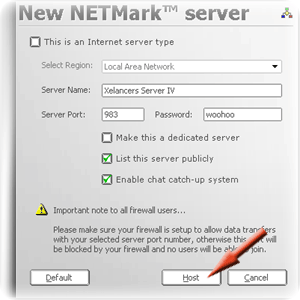 New NETMark™ server
This is an Internet server type
Select Region: Local Area Network
Server Name: Xelancers Server IV
Server Port: 983 Password: woohoo
Make this a dedicated server
List this server publicly
Enable chat catch-up system
Important note to all firewall users...
Please make sure your firewall is setup to allow data transfers
with your selected server port number, otherwise this port will
be blocked by your firewall and no users will be able to join.
Default Host Cancel